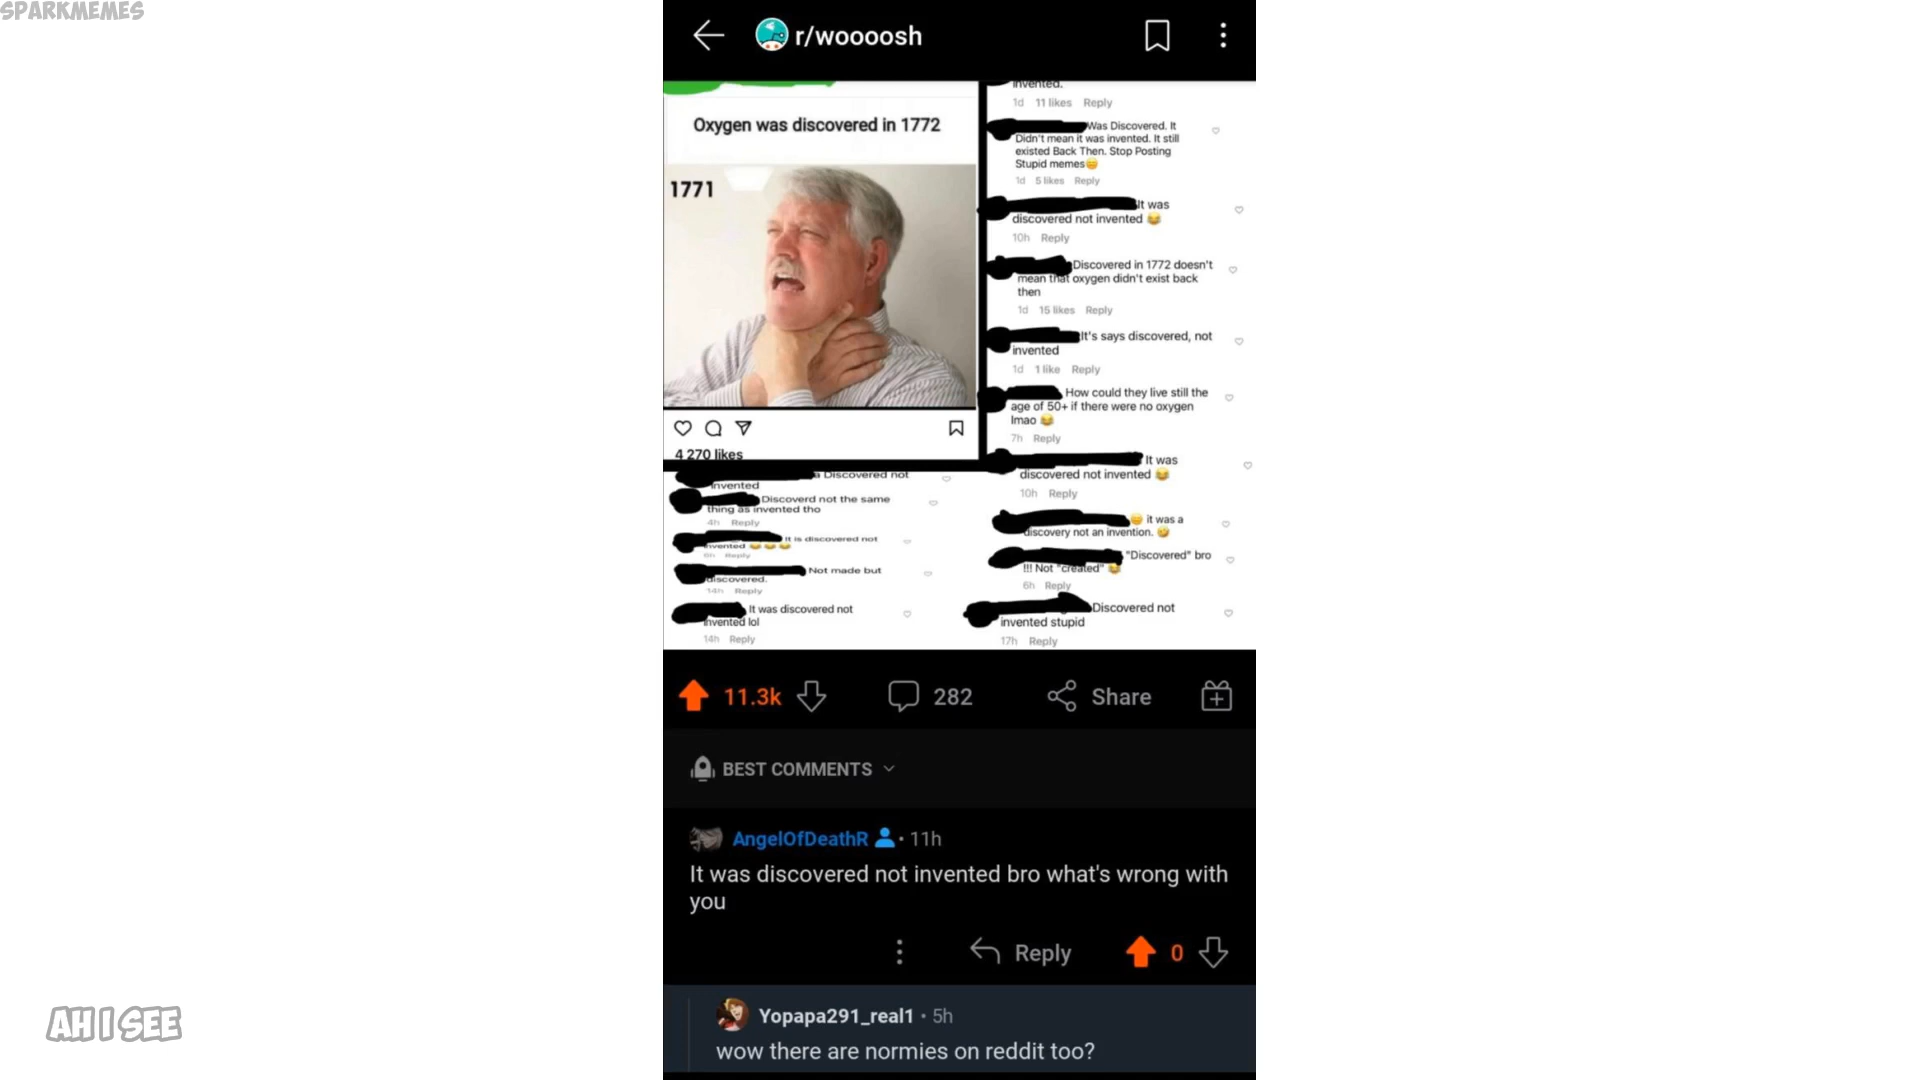 SPARKMEMES
r/woooosh
Oxygen was discovered in 1772
1771
4 270 likes
invented.
1d 11 likes Reply
Was Discovered. It
Didn't mean it was invented. It still
existed Back Then. Stop Posting
Stupid memes😑
1d 5 likes Reply
It was
discovered not invented 😂
10h Reply
Discovered in 1772 doesn't
mean that oxygen didn't exist back
then
1d 15 likes Reply
It's says discovered, not
invented
1d 1 like Reply
How could they live still the
age of 50+ if there were no oxygen
lmao 😂
7h Reply
It was
discovered not invented 😂
10h Reply
it was a
discovery not an invention. 🤣
"Discovered" bro
!!! Not "created" 😂
6h Reply
Discovered not
invented stupid
17h Reply
Discovered not
invented
Discoverd not the same
thing as invented tho
4h Reply
It is discovered not
invented 😂😂😂
6h Reply
Not made but
discovered.
14h Reply
It was discovered not
invented lol
14h Reply
11.3k 282 Share
BEST COMMENTS
AngelOfDeathR • 11h
It was discovered not invented bro what's wrong with
you
Reply 0
Yopapa291_real1 • 5h
wow there are normies on reddit too?
AH I SEE